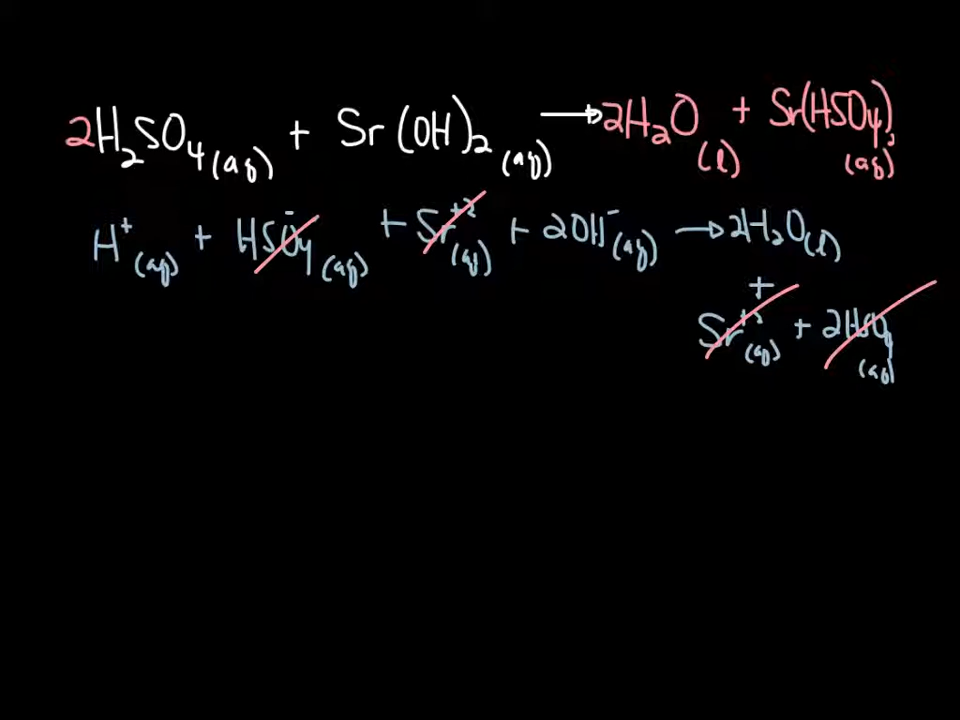 2H₂SO₄(aq) + Sr(OH)₂(aq) → 2H₂O(l) + Sr(HSO₄)₂(aq)
H⁺(aq) + HSO₄⁻(aq) + Sr⁺²(aq) + 2OH⁻(aq) → 2H₂O(l)
+
Sr⁺²(aq) + 2HSO₄(aq)